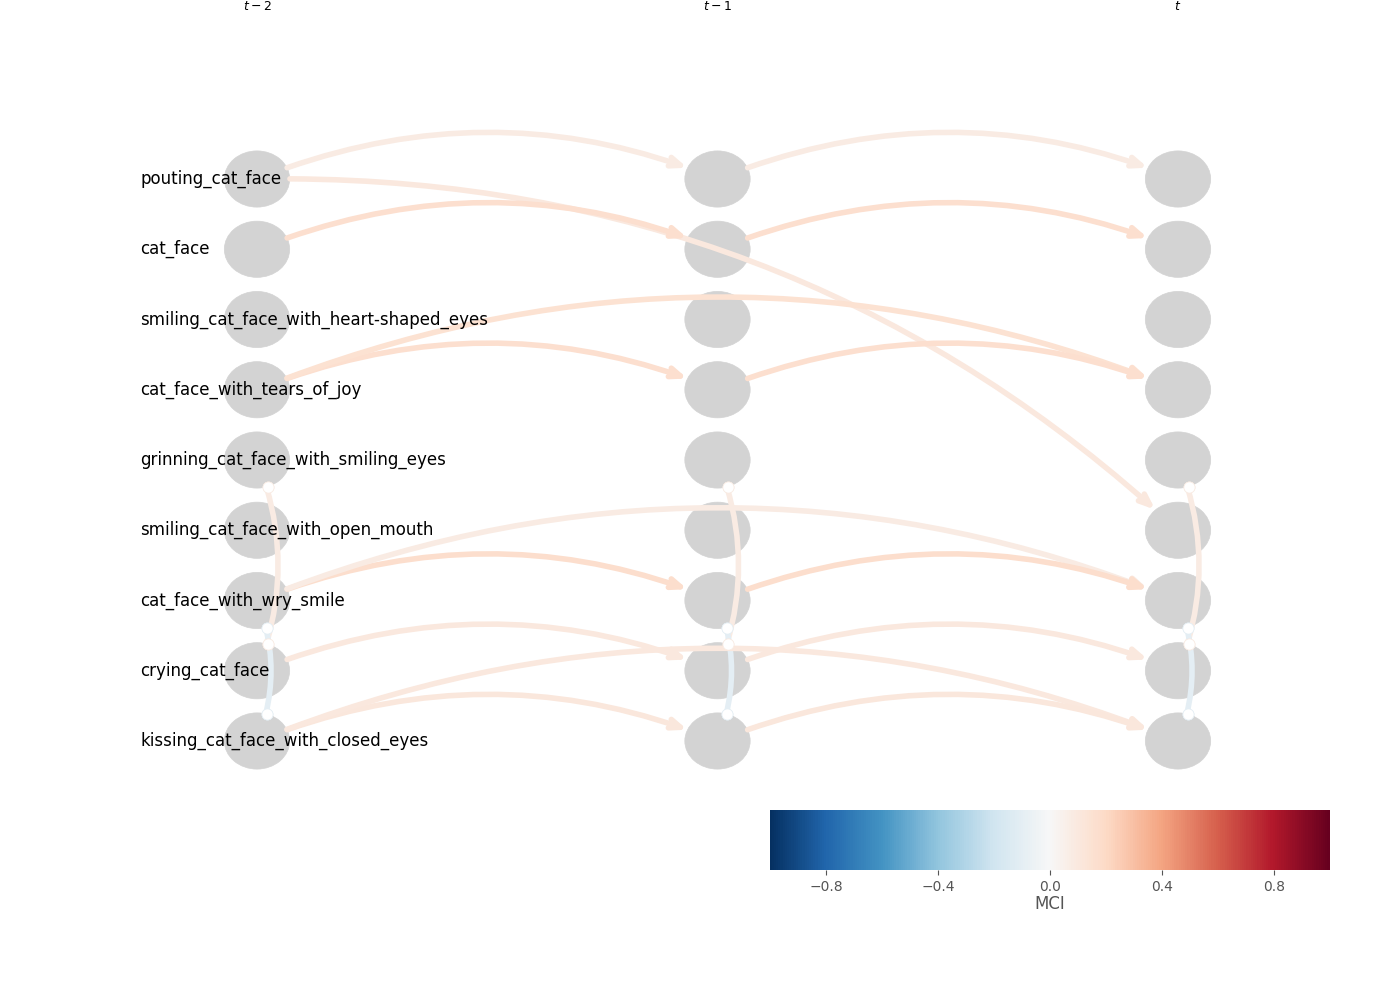 t − 2 t − 1 t
pouting_cat_face
cat_face
smiling_cat_face_with_heart-shaped_eyes
cat_face_with_tears_of_joy
grinning_cat_face_with_smiling_eyes
smiling_cat_face_with_open_mouth
cat_face_with_wry_smile
crying_cat_face
kissing_cat_face_with_closed_eyes
−0.8 −0.4 0.0 0.4 0.8
MCI